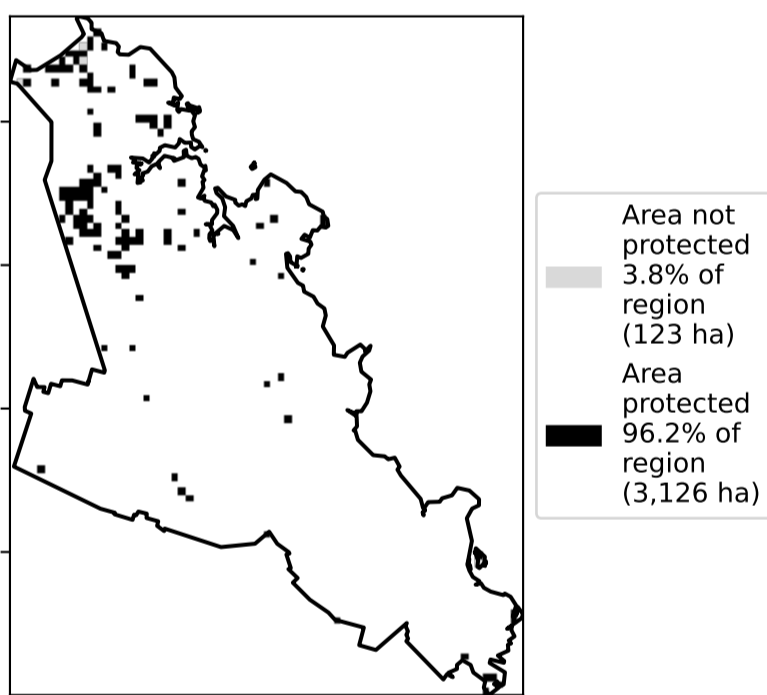 Area not
protected
3.8% of
region
(123 ha)
Area
protected
96.2% of
region
(3,126 ha)